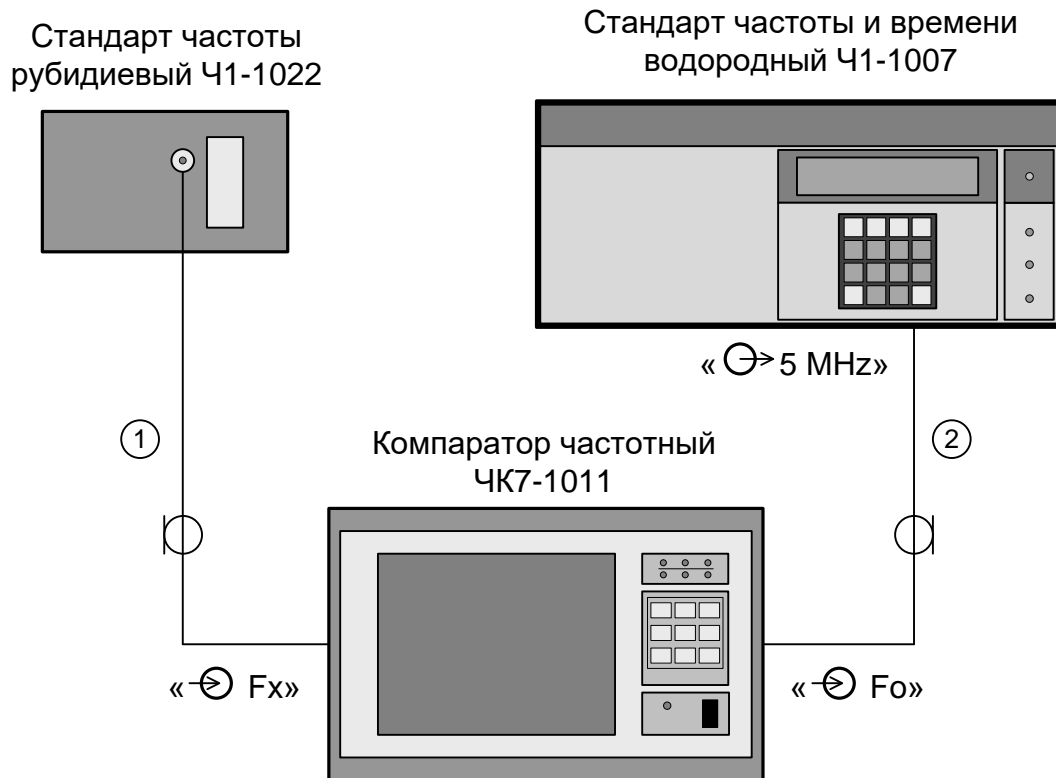 Стандарт частоты
рубидиевый Ч1-1022
Стандарт частоты и времени
водородный Ч1-1007
« 5 MHz»
1
2
Компаратор частотный
ЧК7-1011
« Fx»
« Fo»